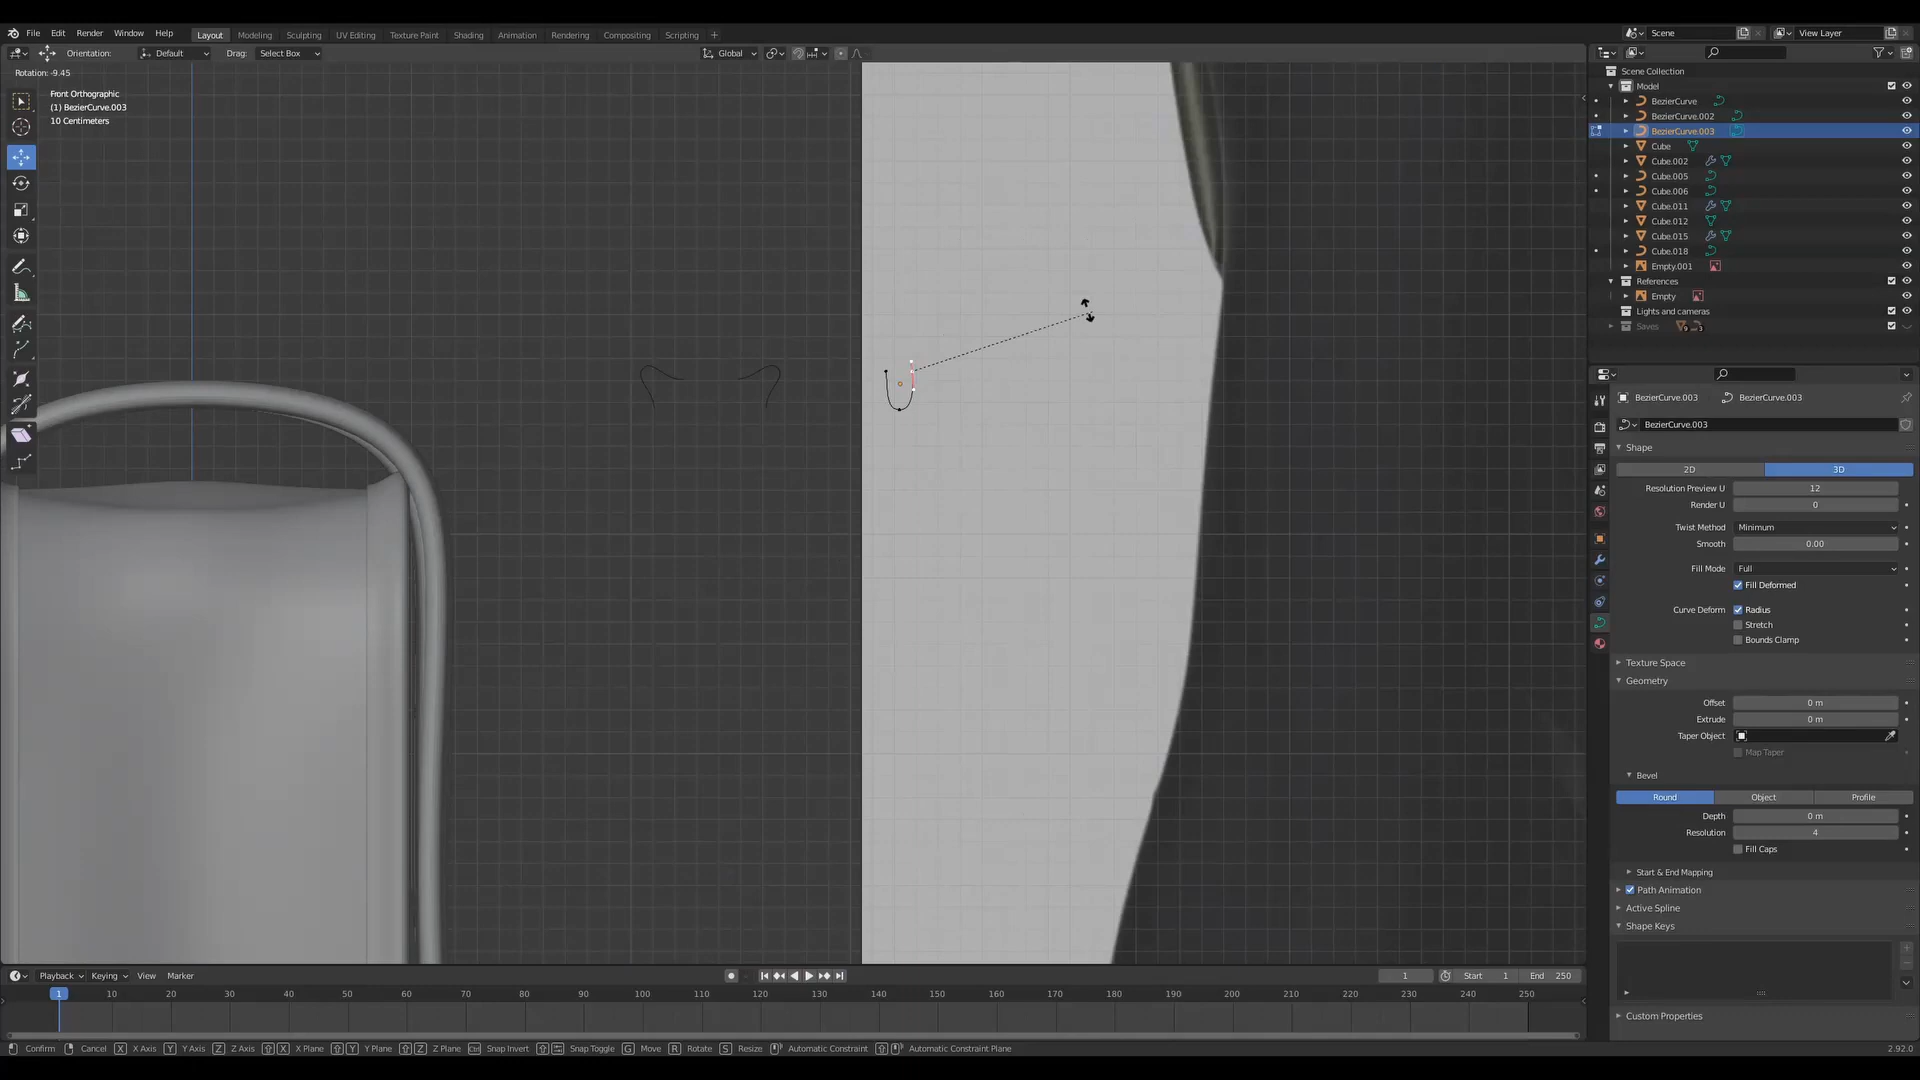 File Edit Render Window Help Layout Modeling Sculpting UV Editing Texture Paint Shading Animation Rendering Compositing Scripting + Scene View Layer
Orientation: Default Drag: Select Box Global
Rotation: -9.45
Front Orthographic
(1) BezierCurve.003
10 Centimeters
Scene Collection
Model
BezierCurve
BezierCurve.002
BezierCurve.003
Cube
Cube.002
Cube.005
Cube.006
Cube.011
Cube.012
Cube.015
Cube.018
Empty.001
References
Empty
Lights and cameras
Saves 9 3
BezierCurve.003 BezierCurve.003
BezierCurve.003
Shape
2D 3D
Resolution Preview U 12
Render U 0
Twist Method Minimum
Smooth 0.00
Fill Mode Full
Fill Deformed
Curve Deform Radius
Stretch
Bounds Clamp
Texture Space
Geometry
Offset 0 m
Extrude 0 m
Taper Object
Map Taper
Bevel
Round Object Profile
Depth 0 m
Resolution 4
Fill Caps
Start & End Mapping
Path Animation
Active Spline
Shape Keys
Custom Properties
Playback Keying View Marker 1 Start 1 End 250
1 10 20 30 40 50 60 70 80 90 100 110 120 130 140 150 160 170 180 190 200 210 220 230 240 250
Confirm Cancel X X Axis Y Y Axis Z Z Axis X X Plane Y Y Plane Z Z Plane Ctrl Snap Invert Snap Toggle G Move R Rotate S Resize Automatic Constraint Automatic Constraint Plane 2.92.0